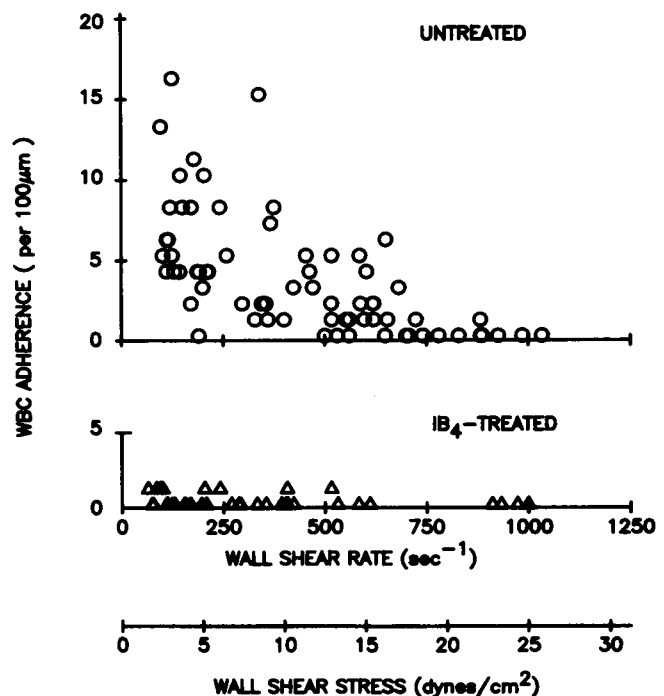 UNTREATED
20
15
10
5
0
WBC ADHERENCE ( per 100µm )
IB4-TREATED
5
0
0 250 500 750 1000 1250
WALL SHEAR RATE (sec⁻¹)
0 5 10 15 20 25 30
WALL SHEAR STRESS (dynes/cm²)